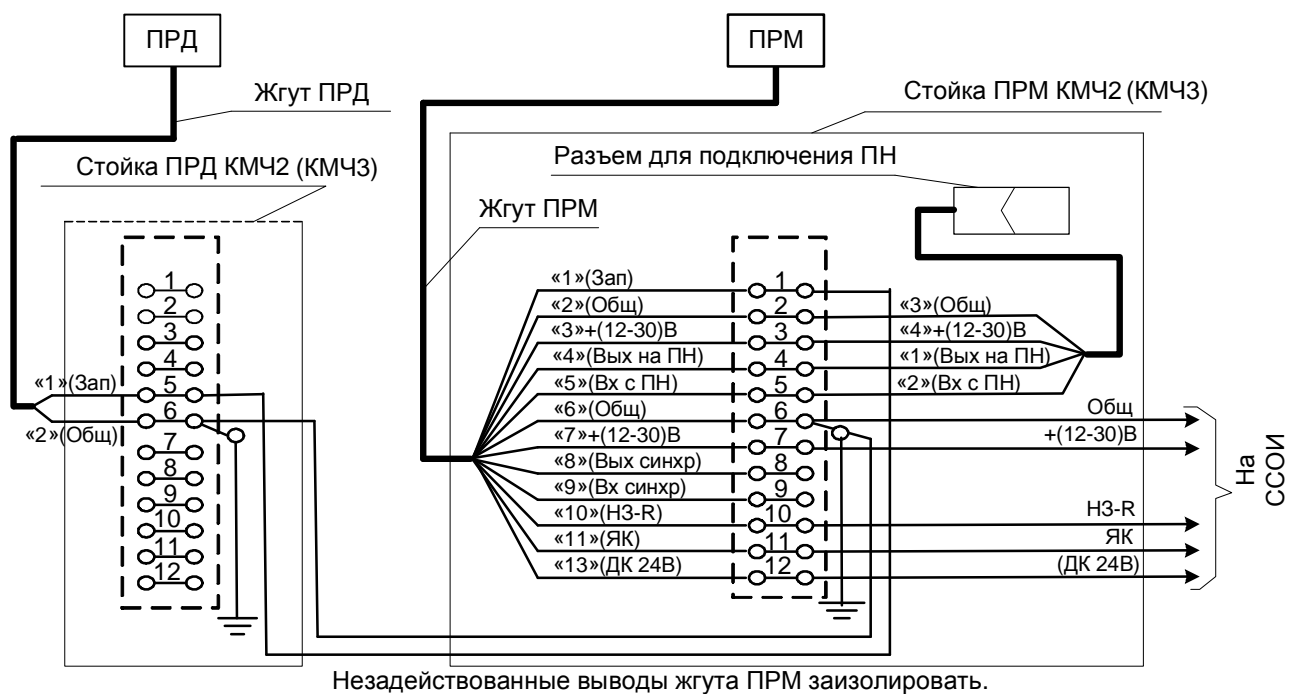 ПРД
ПРМ
Жгут ПРД
Стойка ПРМ КМЧ2 (КМЧ3)
Стойка ПРД КМЧ2 (КМЧ3)
Разъем для подключения ПН
Жгут ПРМ
1
2
3
4
5
6
7
8
9
10
11
12
«1»(Зап)
«2»(Общ)
«1»(Зап)
«2»(Общ)
«3»+(12-30)В
«4»(Вых на ПН)
«5»(Вх с ПН)
«6»(Общ)
«7»+(12-30)В
«8»(Вых синхр)
«9»(Вх синхр)
«10»(НЗ-R)
«11»(ЯК)
«13»(ДК 24В)
1
2
3
4
5
6
7
8
9
10
11
12
«3»(Общ)
«4»+(12-30)В
«1»(Вых на ПН)
«2»(Вх с ПН)
Общ
+(12-30)В
НЗ-R
ЯК
(ДК 24В)
На
ССОИ
Незадействованные выводы жгута ПРМ заизолировать.